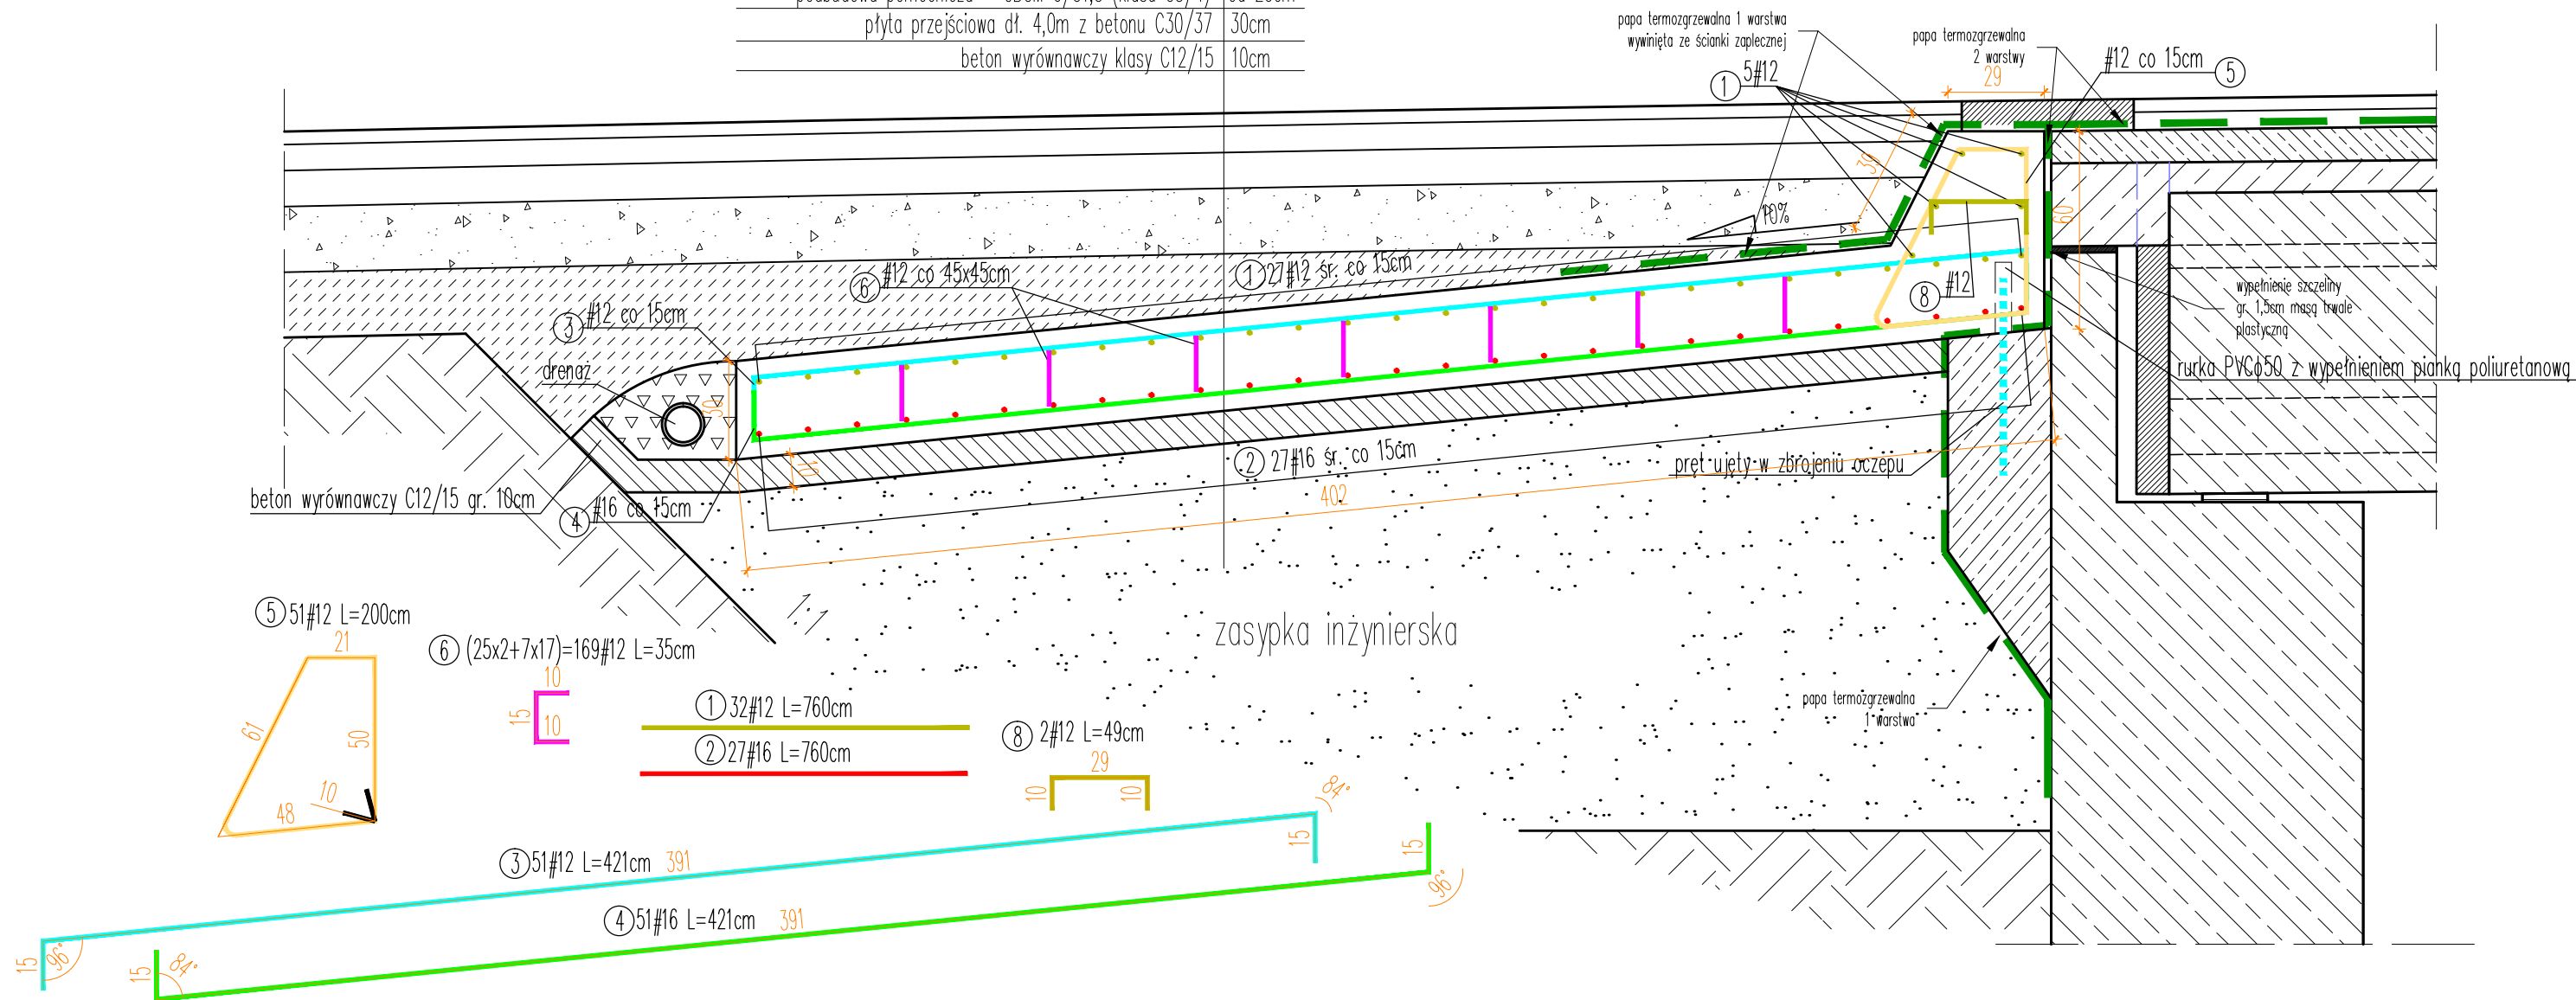 płyta przejściowa dł. 4,0m z betonu C30/37 30cm
beton wyrównawczy klasy C12/15 10cm
papa termozgrzewalna 1 warstwa
wywinięta ze ścianki zaplecznej
papa termozgrzewalna
2 warstwy
29
#12 co 15cm 5
1 5#12
39
10%
60
6 #12 co 45x45cm
1 27#12 śr. co 15cm
8 #12
wypełnienie szczeliny
gr. 1,5cm masą trwale
plastyczną
3 #12 co 15cm
drenaż
30
10
rurka PVCϕ50 z wypełnieniem pianką poliuretanową
2 27#16 śr. co 15cm
pręt ujęty w zbrojeniu oczepu
402
beton wyrównawczy C12/15 gr. 10cm
4 #16 co 15cm
zasypka inżynierska
papa termozgrzewalna
1 warstwa
5 51#12 L=200cm
21
61
50
10
48
6 (25x2+7x17)=169#12 L=35cm
10
15
10
1 32#12 L=760cm
2 27#16 L=760cm
8 2#12 L=49cm
29
10
10
3 51#12 L=421cm 391
84°
15
15
96°
4 51#16 L=421cm 391
15
96°
15
84°